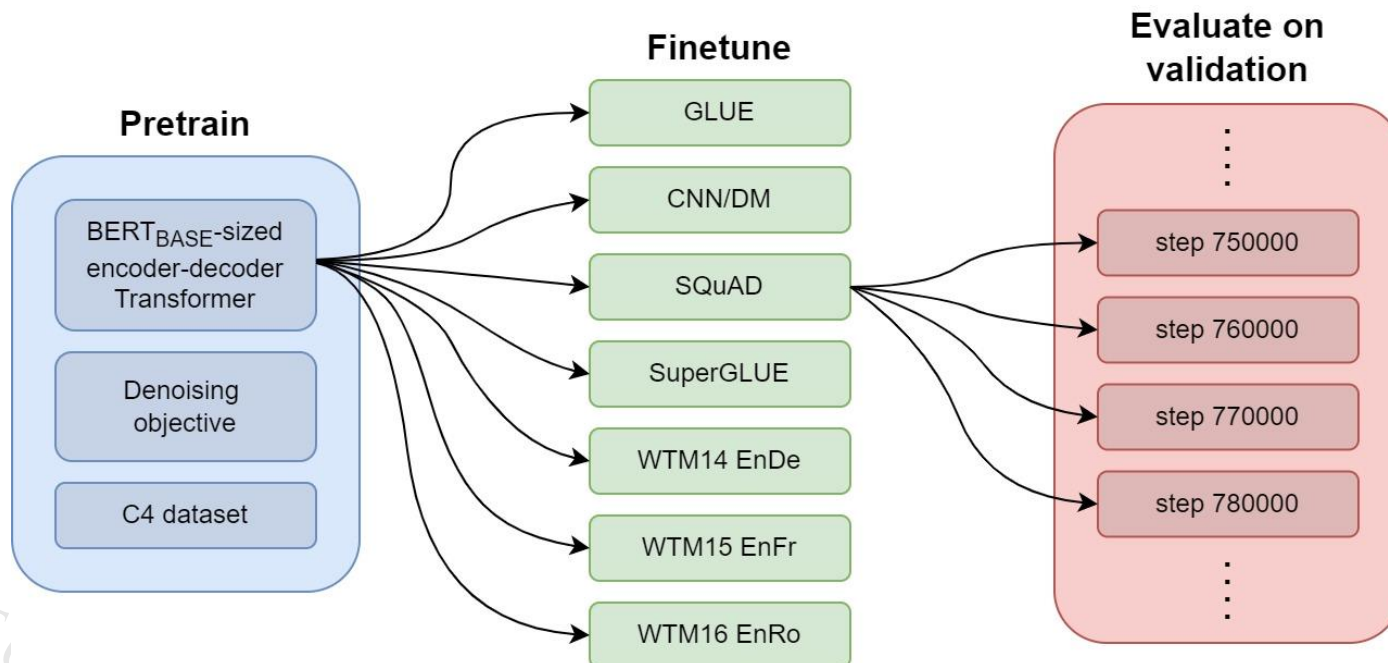 Pretrain
BERTBASE-sized
encoder-decoder
Transformer
Denoising
objective
C4 dataset
Finetune
GLUE
CNN/DM
SQuAD
SuperGLUE
WTM14 EnDe
WTM15 EnFr
WTM16 EnRo
Evaluate on
validation
step 750000
step 760000
step 770000
step 780000